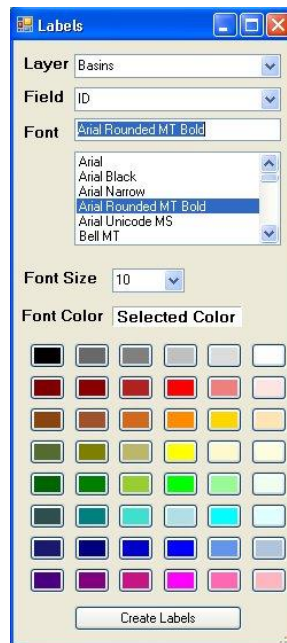 Labels
Layer Basins
Field ID
Font Arial Rounded MT Bold
Arial
Arial Black
Arial Narrow
Arial Rounded MT Bold
Arial Unicode MS
Bell MT
Font Size 10
Font Color Selected Color
Create Labels